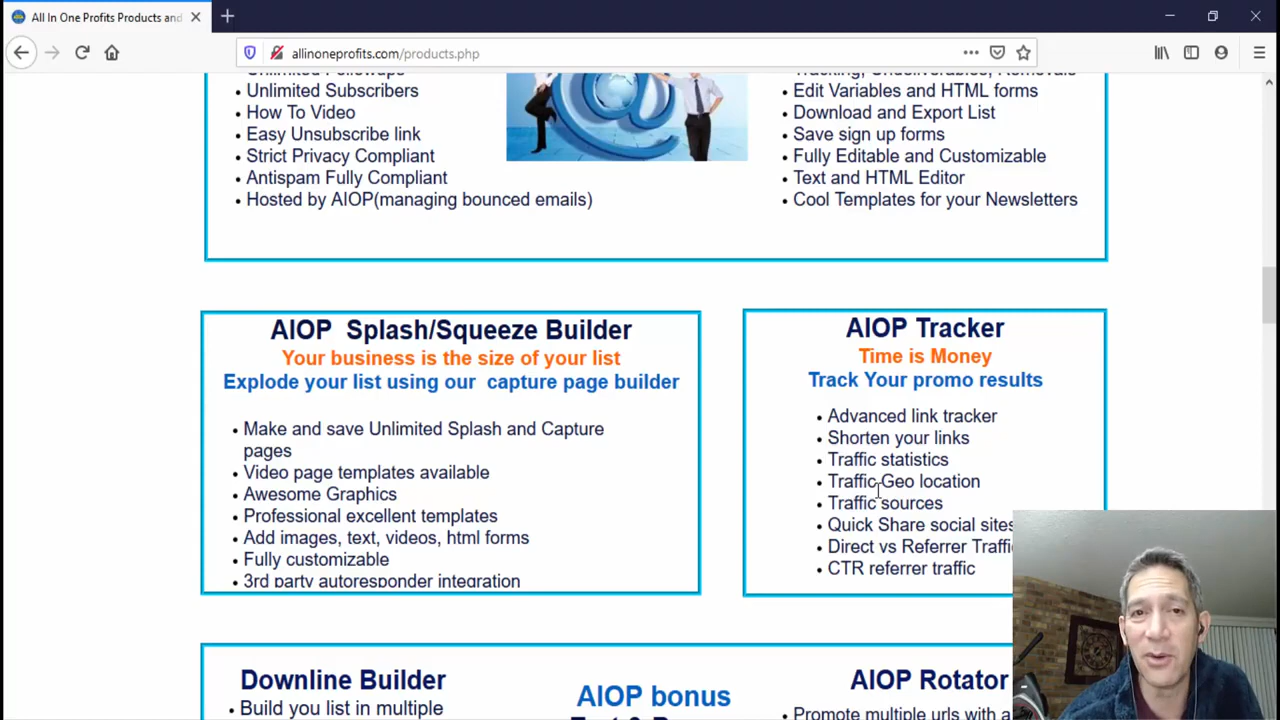 All In One Profits Products and
allinoneprofits.com/products.php
Unlimited Followups
Unlimited Subscribers
How To Video
Easy Unsubscribe link
Strict Privacy Compliant
Antispam Fully Compliant
Hosted by AIOP(managing bounced emails)
Tracking, Undeliverables, Removals
Edit Variables and HTML forms
Download and Export List
Save sign up forms
Fully Editable and Customizable
Text and HTML Editor
Cool Templates for your Newsletters
AIOP Splash/Squeeze Builder
Your business is the size of your list
Explode your list using our capture page builder
Make and save Unlimited Splash and Capture
pages
Video page templates available
Awesome Graphics
Professional excellent templates
Add images, text, videos, html forms
Fully customizable
3rd party autoresponder integration
AIOP Tracker
Time is Money
Track Your promo results
Advanced link tracker
Shorten your links
Traffic statistics
Traffic Geo location
Traffic sources
Quick Share social sites
Direct vs Referrer Traffi
CTR referrer traffic
Downline Builder
Build you list in multiple
AIOP bonus
AIOP Rotator
Promote multiple urls with a